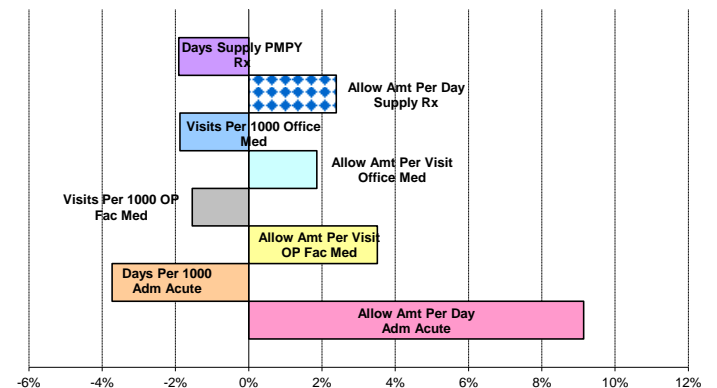 Days Supply PMPY
Rx
Allow Amt Per Day
Supply Rx
Visits Per 1000 Office
Med
Allow Amt Per Visit
Office Med
Visits Per 1000 OP
Fac Med
Allow Amt Per Visit
OP Fac Med
Days Per 1000
Adm Acute
Allow Amt Per Day
Adm Acute
-6% -4% -2% 0% 2% 4% 6% 8% 10% 12%